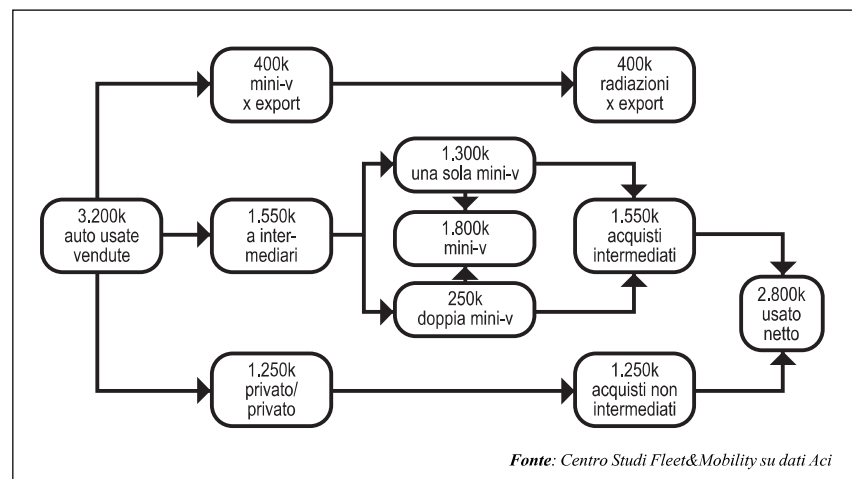 400k
mini-v
x export
400k
radiazioni
x export
1.300k
una sola mini-v
3.200k
auto usate
vendute
1.550k
a inter-
mediari
1.800k
mini-v
1.550k
acquisti
intermediati
250k
doppia mini-v
2.800k
usato
netto
1.250k
privato/
privato
1.250k
acquisti non
intermediati
Fonte: Centro Studi Fleet&Mobility su dati Aci